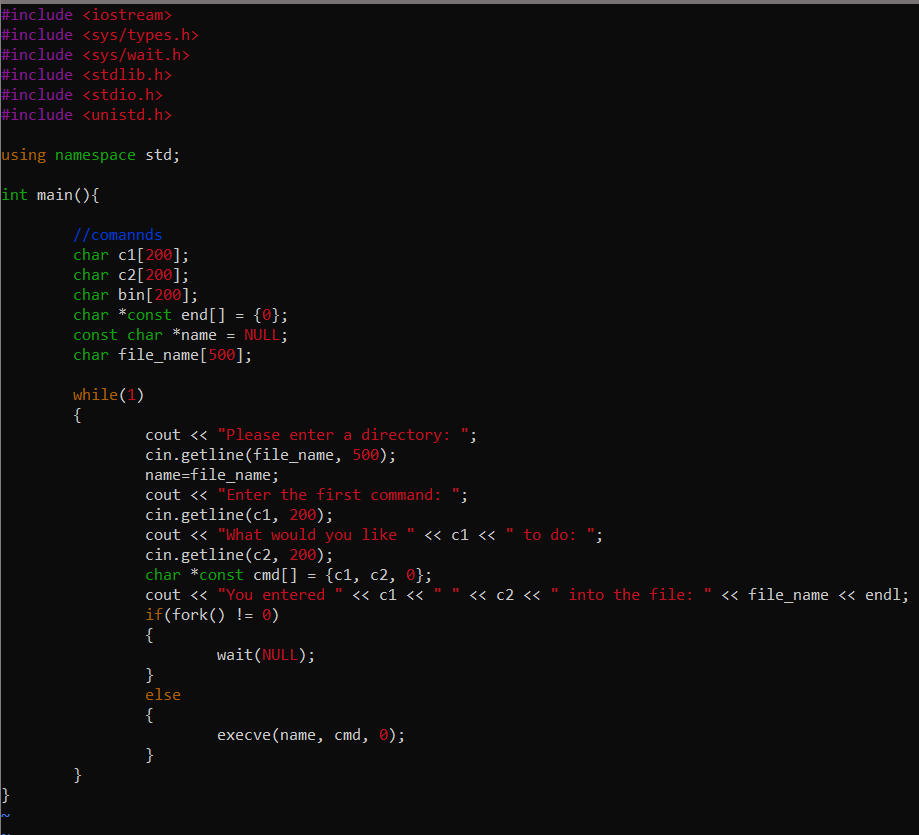 #include <iostream>
#include <sys/types.h>
#include <sys/wait.h>
#include <stdlib.h>
#include <stdio.h>
#include <unistd.h>
using namespace std;
int main(){
//comannds
char c1[200];
char c2[200];
char bin[200];
char *const end[] = {0};
const char *name = NULL;
char file_name[500];
while(1)
{
cout << "Please enter a directory: ";
cin.getline(file_name, 500);
name=file_name;
cout << "Enter the first command: ";
cin.getline(c1, 200);
cout << "What would you like " << c1 << " to do: ";
cin.getline(c2, 200);
char *const cmd[] = {c1, c2, 0};
cout << "You entered " << c1 << " " << c2 << " into the file: " << file_name << endl;
if(fork() != 0)
{
wait(NULL);
}
else
{
execve(name, cmd, 0);
}
}
}
~
~